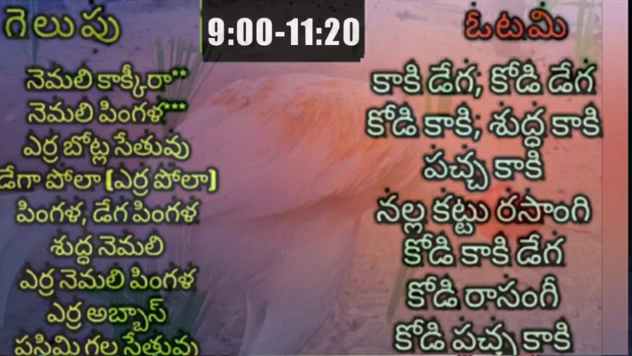 గెలుపు
9:00-11:20
ఓటమి
నెమలి కాక్కీరా**
నెమలి పింగళ***
ఎర్ర బోట్ల సేతువు
డేగా పోలా (ఎర్ర పోలా)
పింగళ, డేగ పింగళ
శుద్ధ నెమలి
ఎర్ర నెమలి పింగళ
ఎర్ర అబ్బాస్
పసిమి గల సేతువు
కాకి డేగ; కోడి డేగ
కోడి కాకి; శుద్ధ కాకి
పచ్చ కాకి
నల్ల కట్టు రసాంగి
కోడి కాకి డేగ
కోడి రాసంగీ
కోడి పచ్చ కాకి